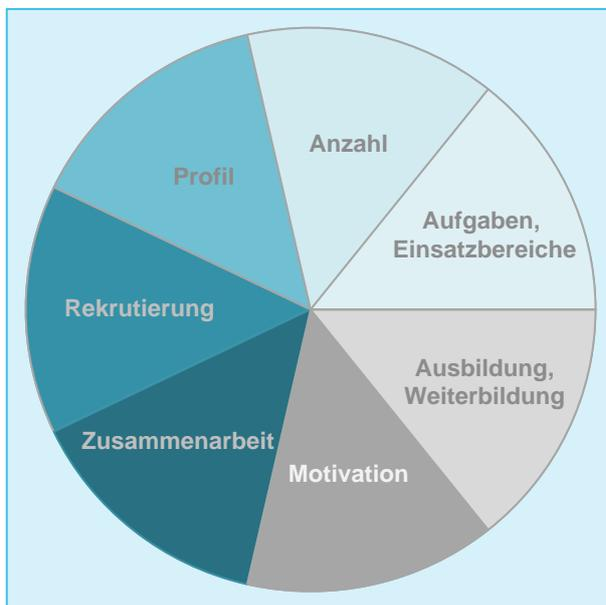 Anzahl
Profil
Aufgaben,
Einsatzbereiche
Rekrutierung
Ausbildung,
Weiterbildung
Zusammenarbeit
Motivation